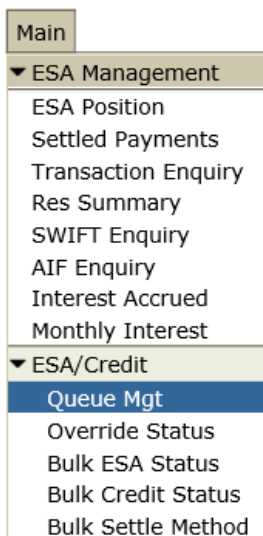 Main
ESA Management
ESA Position
Settled Payments
Transaction Enquiry
Res Summary
SWIFT Enquiry
AIF Enquiry
Interest Accrued
Monthly Interest
ESA/Credit
Queue Mgt
Override Status
Bulk ESA Status
Bulk Credit Status
Bulk Settle Method